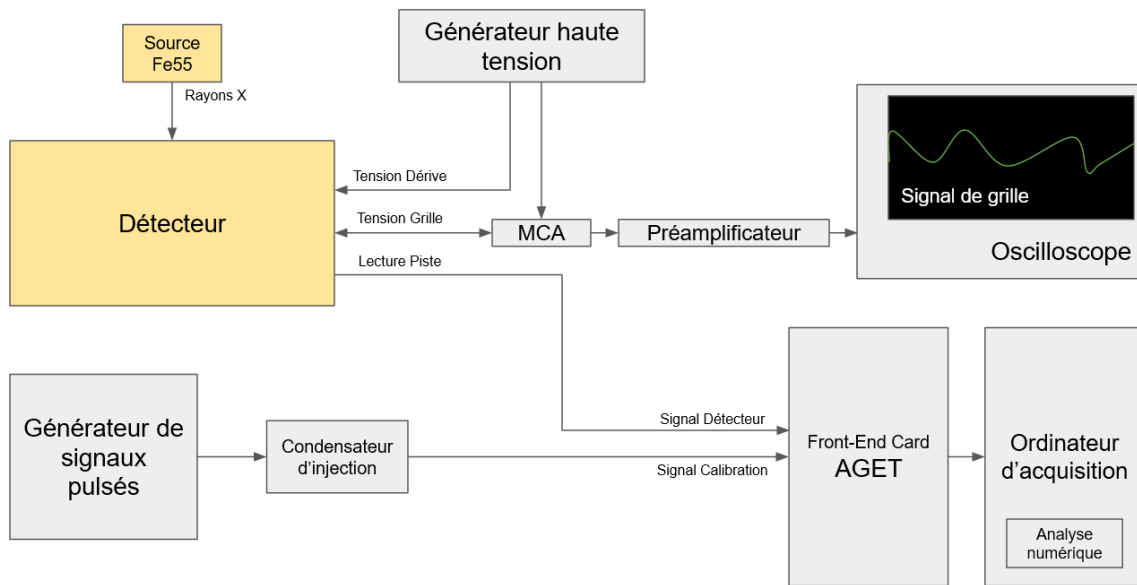 Source
Fe55
Générateur haute
tension
Rayons X
Tension Dérive
Détecteur
Tension Grille
MCA
Préamplificateur
Signal de grille
Oscilloscope
Lecture Piste
Générateur de
signaux
pulsés
Condensateur
d'injection
Signal Détecteur
Signal Calibration
Front-End Card
AGET
Ordinateur
d'acquisition
Analyse
numérique